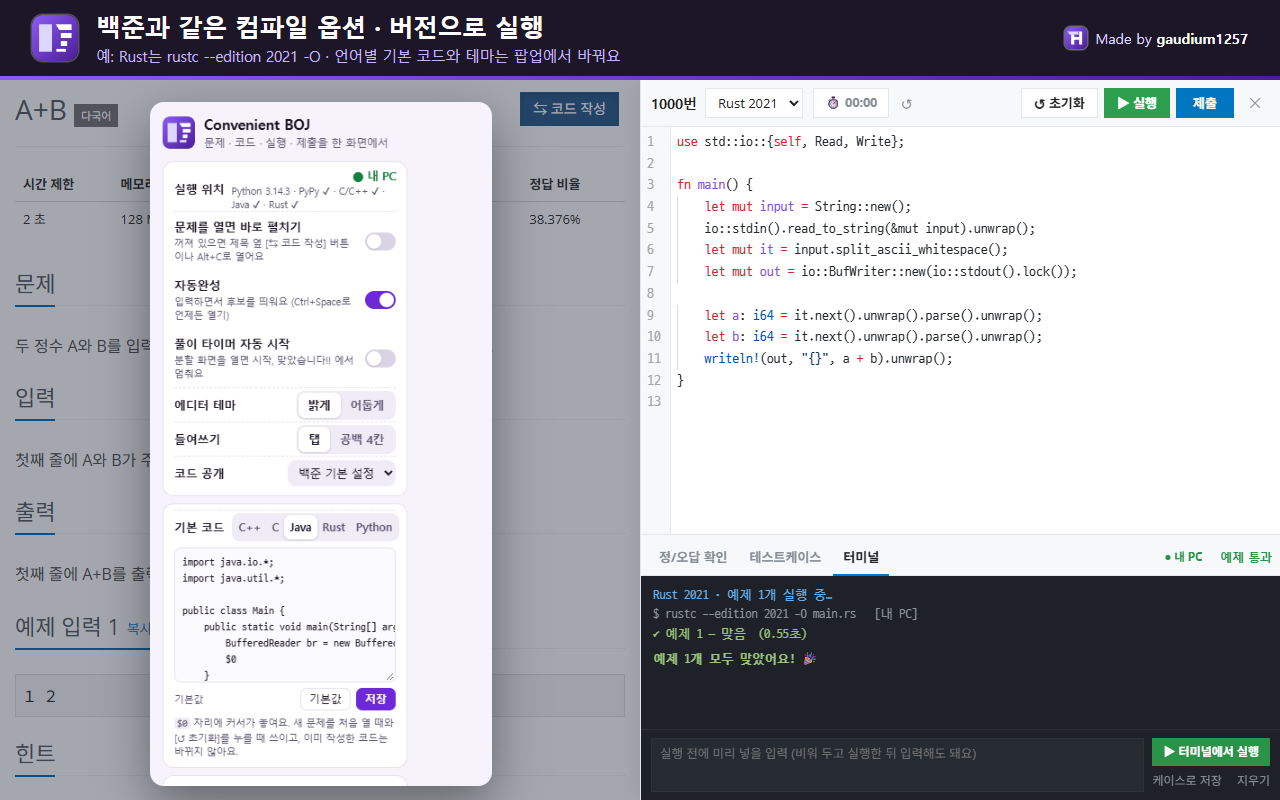 백준과 같은 컴파일 옵션 · 버전으로 실행
예: Rust는 rustc --edition 2021 -O · 언어별 기본 코드와 테마는 팝업에서 바꿔요
Made by gaudium1257
A+B 다국어
⇆ 코드 작성
시간 제한 메모리 정답 비율
2 초 128 38.376%
문제
두 정수 A와 B를 입력
입력
첫째 줄에 A와 B가
출력
첫째 줄에 A+B를
예제 입력 1 복사
1 2
힌트
Convenient BOJ
문제 · 코드 · 실행 · 제출을 한 화면에서
실행 위치
● 내 PC
Python 3.14.3 · PyPy ✓ · C/C++ ✓ ·
Java ✓ · Rust ✓
문제를 열면 바로 펼치기
꺼져 있으면 제목 옆 [⇆ 코드 작성] 버튼
이나 Alt+C로 열어요
자동완성
입력하면서 후보를 띄워요 (Ctrl+Space로
언제든 열기)
풀이 타이머 자동 시작
분할 화면을 열면 시작, 맞았습니다!! 에서
멈춰요
에디터 테마 밝게 어둡게
들여쓰기 탭 공백 4칸
코드 공개 백준 기본 설정
기본 코드 C++ C Java Rust Python
import java.io.*;
import java.util.*;
public class Main {
public static void main(String[] arg
BufferedReader br = new Buffered
$0
}
기본값 기본값 저장
$0 자리에 커서가 놓여요. 새 문제를 처음 열 때와
[↺ 초기화]를 누를 때 쓰이고, 이미 작성한 코드는
바뀌지 않아요.
1000번 Rust 2021 ⏱ 00:00 ↺ ↺ 초기화 ▶ 실행 제출 ×
1 use std::io::{self, Read, Write};
2
3 fn main() {
4 let mut input = String::new();
5 io::stdin().read_to_string(&mut input).unwrap();
6 let mut it = input.split_ascii_whitespace();
7 let mut out = io::BufWriter::new(io::stdout().lock());
8
9 let a: i64 = it.next().unwrap().parse().unwrap();
10 let b: i64 = it.next().unwrap().parse().unwrap();
11 writeln!(out, "{}", a + b).unwrap();
12 }
13
정/오답 확인 테스트케이스 터미널 ● 내 PC 예제 통과
Rust 2021 · 예제 1개 실행 중…
$ rustc --edition 2021 -O main.rs [내 PC]
✔ 예제 1 — 맞음 (0.55초)
예제 1개 모두 맞았어요! 🎉
실행 전에 미리 넣을 입력 (비워 두고 실행한 뒤 입력해도 돼요)
▶ 터미널에서 실행
케이스로 저장 지우기